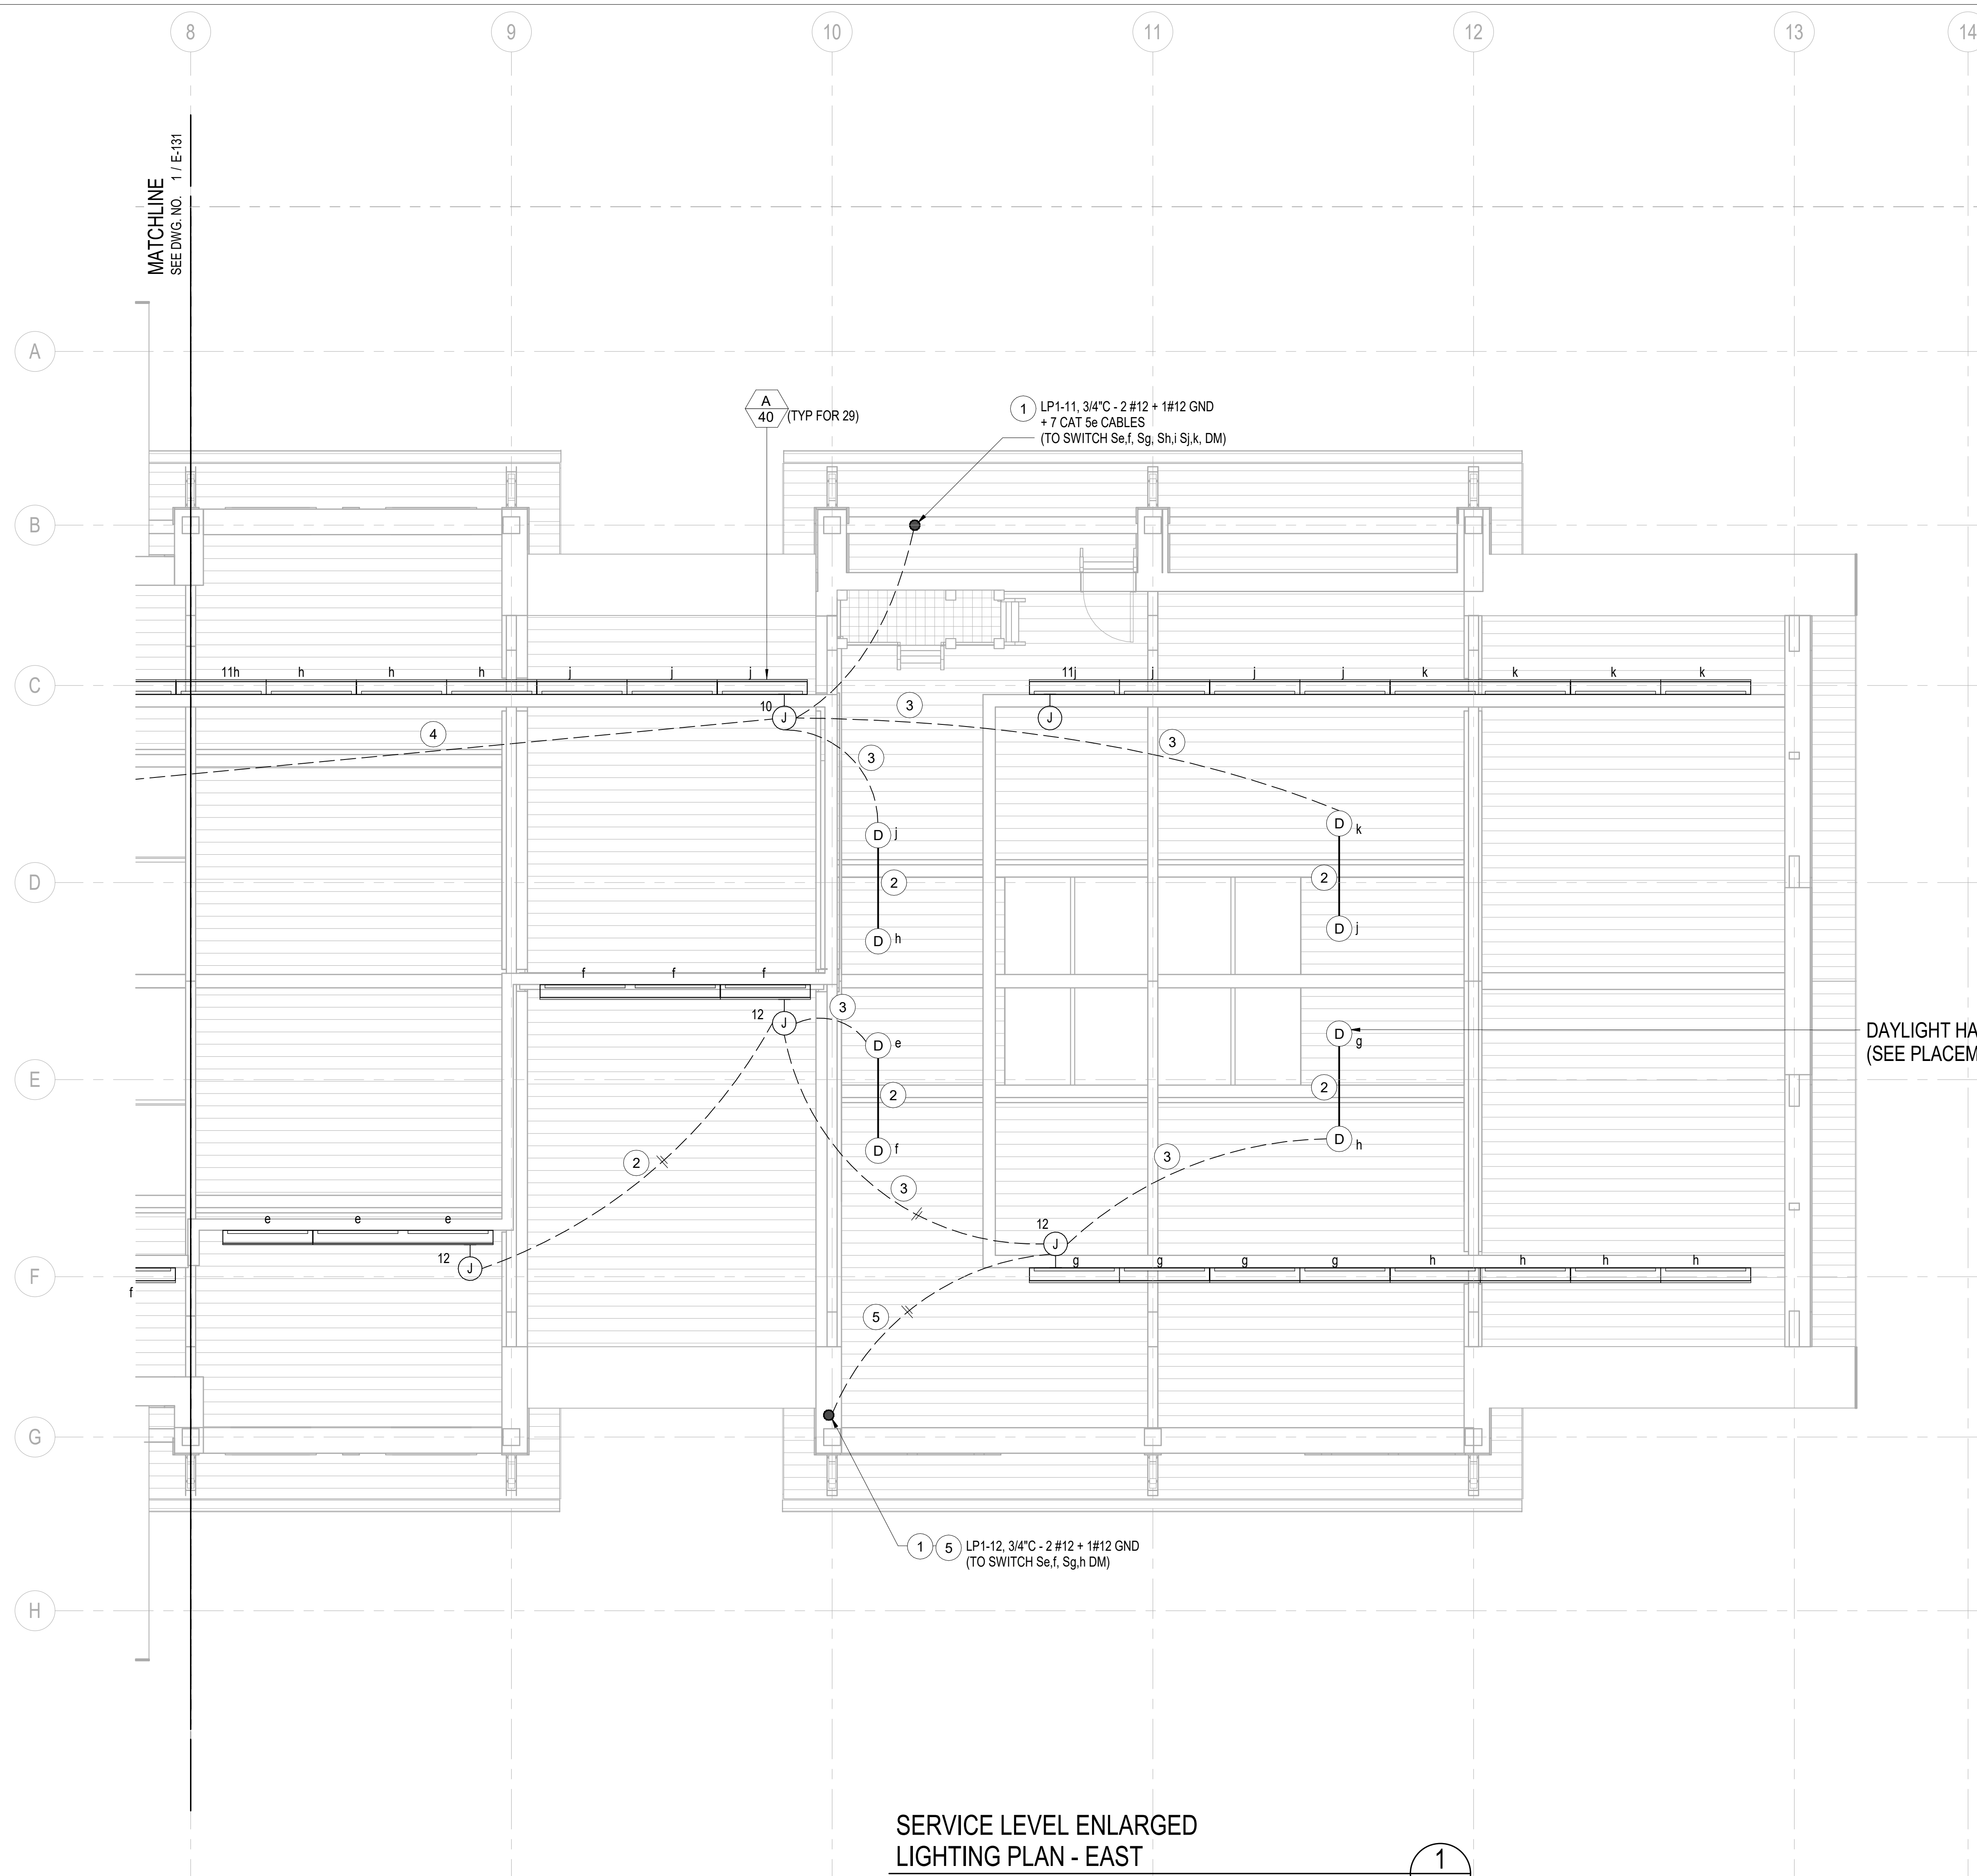 8 9 10 11 12 13 14
MATCHLINE
SEE DWG. NO. 1 / E-131
A
A
40
(TYP FOR 29)
1 LP1-11, 3/4"C - 2 #12 + 1#12 GND
+ 7 CAT 5e CABLES
(TO SWITCH Se,f, Sg, Sh,i Sj,k, DM)
B
11h h h h j j j
11j j j j k k k k
C
10 J
J
3
4
3
3
D j
D k
2
2
D
D h
D j
f f f
12 J
3
D e
D g
DAYLIGHT HA
(SEE PLACEM
E
2
2
D f
D h
2
3
3
e e e
12 J
12 J
g g g g h h h h
F
f
5
G
1 5 LP1-12, 3/4"C - 2 #12 + 1#12 GND
(TO SWITCH Se,f, Sg,h DM)
H
SERVICE LEVEL ENLARGED
LIGHTING PLAN - EAST
1